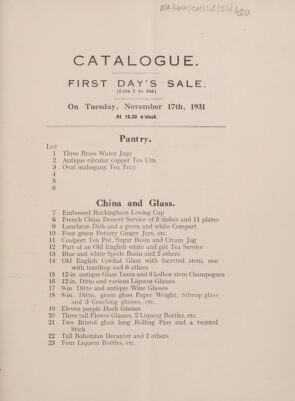 CATALOGUE.
FIRST DAY'S SALE.
(Lots 1 to 366)
On Tuesday, November 17th, 1931
At 10.30 o'clock
Pantry.
Lot
1 Three Brass Water Jugs
2 Antique circular copper Tea Urn
3 Oval mahogany Tea Tray
4
5
6
China and Glass.
7 Embossed Rockingham Loving Cup
8 French China Dessert Service of 5 dishes and 11 plates
9 Luncheon Dish and a green and white Comport
10 Four green Pottery Ginger Jars, etc.
11 Coalport Tea Pot, Sugar Basin and Cream Jug
12 Part of an Old English white and gilt Tea Service
13 Blue and white Spode Basin and 2 others
14 Old English Cordial Glass with facetted stem, one
with teardrop and 6 others
15 12-in. antique Glass Tazza and 6 hollow stem Champagnes
16 12-in. Ditto and various Liqueur Glasses
17 9-in. Ditto and antique Wine Glasses
18 8-in. Ditto, green glass Paper Weight, Stirrup glass
and 3 Coaching glasses, etc.
19 Eleven purple Hock Glasses
20 Three tall Flower Glasses, 2 Liqueur Bottles, etc.
21 Two Bristol glass long Rolling Pins and a twisted
Stick
22 Tall Bohemian Decanter and 2 others
23 Four Liqueur Bottles, etc.